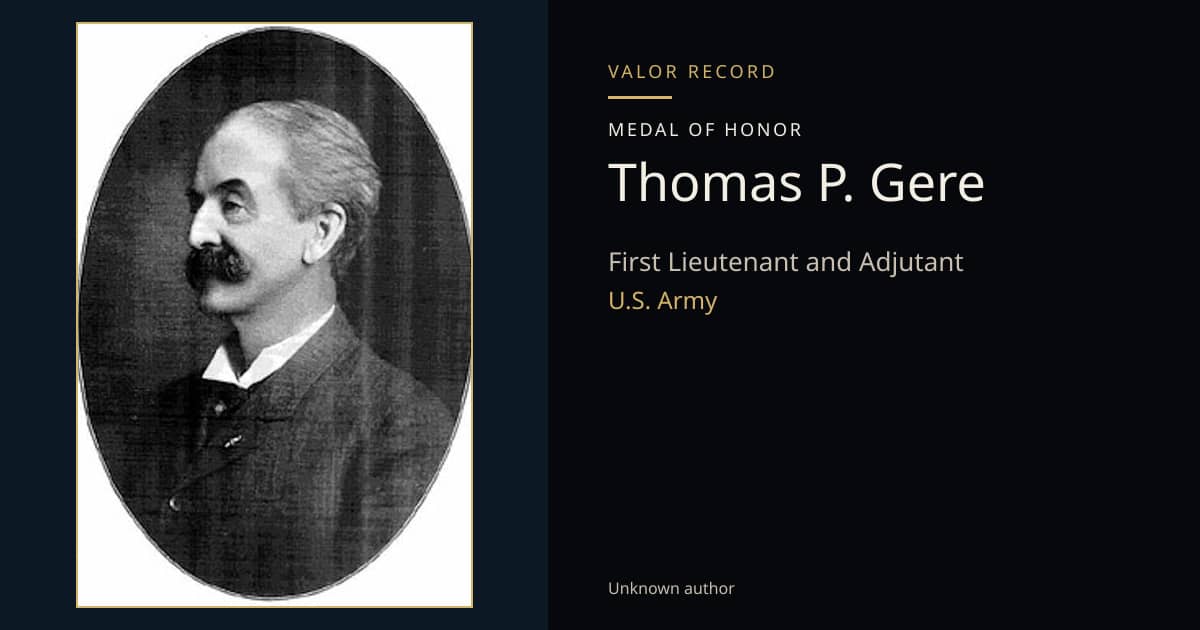 VALOR RECORD
MEDAL OF HONOR
Thomas P. Gere
First Lieutenant and Adjutant
U.S. Army
Unknown author